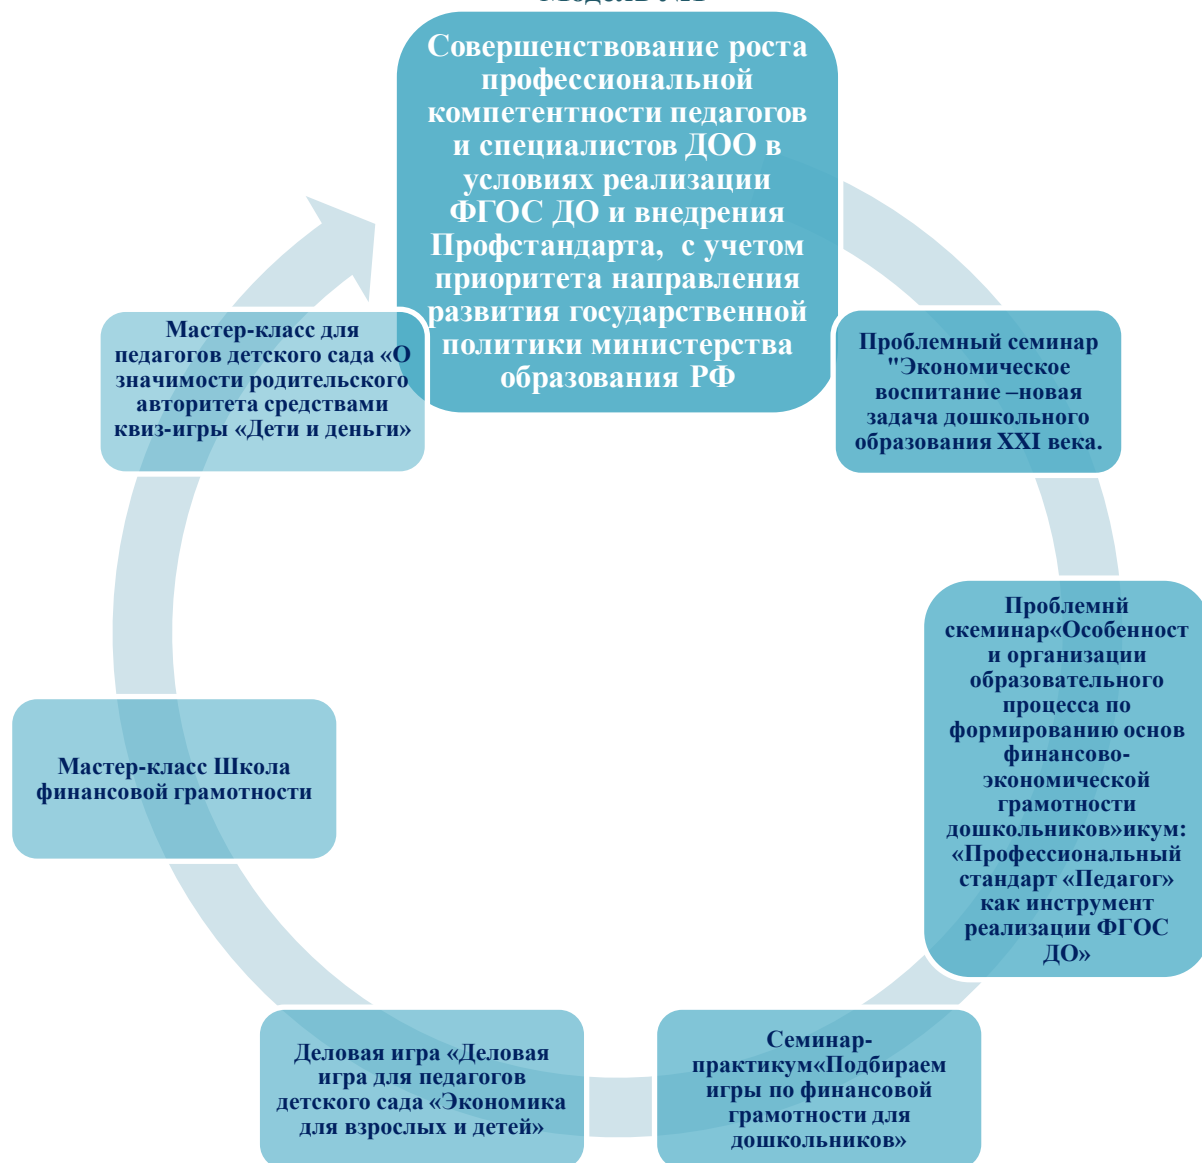 Совершенствование роста
профессиональной
компетентности педагогов
и специалистов ДОО в
условиях реализации
ФГОС ДО и внедрения
Профстандарта, с учетом
приоритета направления
развития государственной
политики министерства
образования РФ
Проблемный семинар
"Экономическое
воспитание –новая
задача дошкольного
образования XXI века.
Проблемнй
скеминар«Особенност
и организации
образовательного
процесса по
формированию основ
финансово-
экономической
грамотности
дошкольников»икум:
«Профессиональный
стандарт «Педагог»
как инструмент
реализации ФГОС
ДО»
Семинар-
практикум«Подбираем
игры по финансовой
грамотности для
дошкольников»
Деловая игра «Деловая
игра для педагогов
детского сада «Экономика
для взрослых и детей»
Мастер-класс Школа
финансовой грамотности
Мастер-класс для
педагогов детского сада «О
значимости родительского
авторитета средствами
квиз-игры «Дети и деньги»